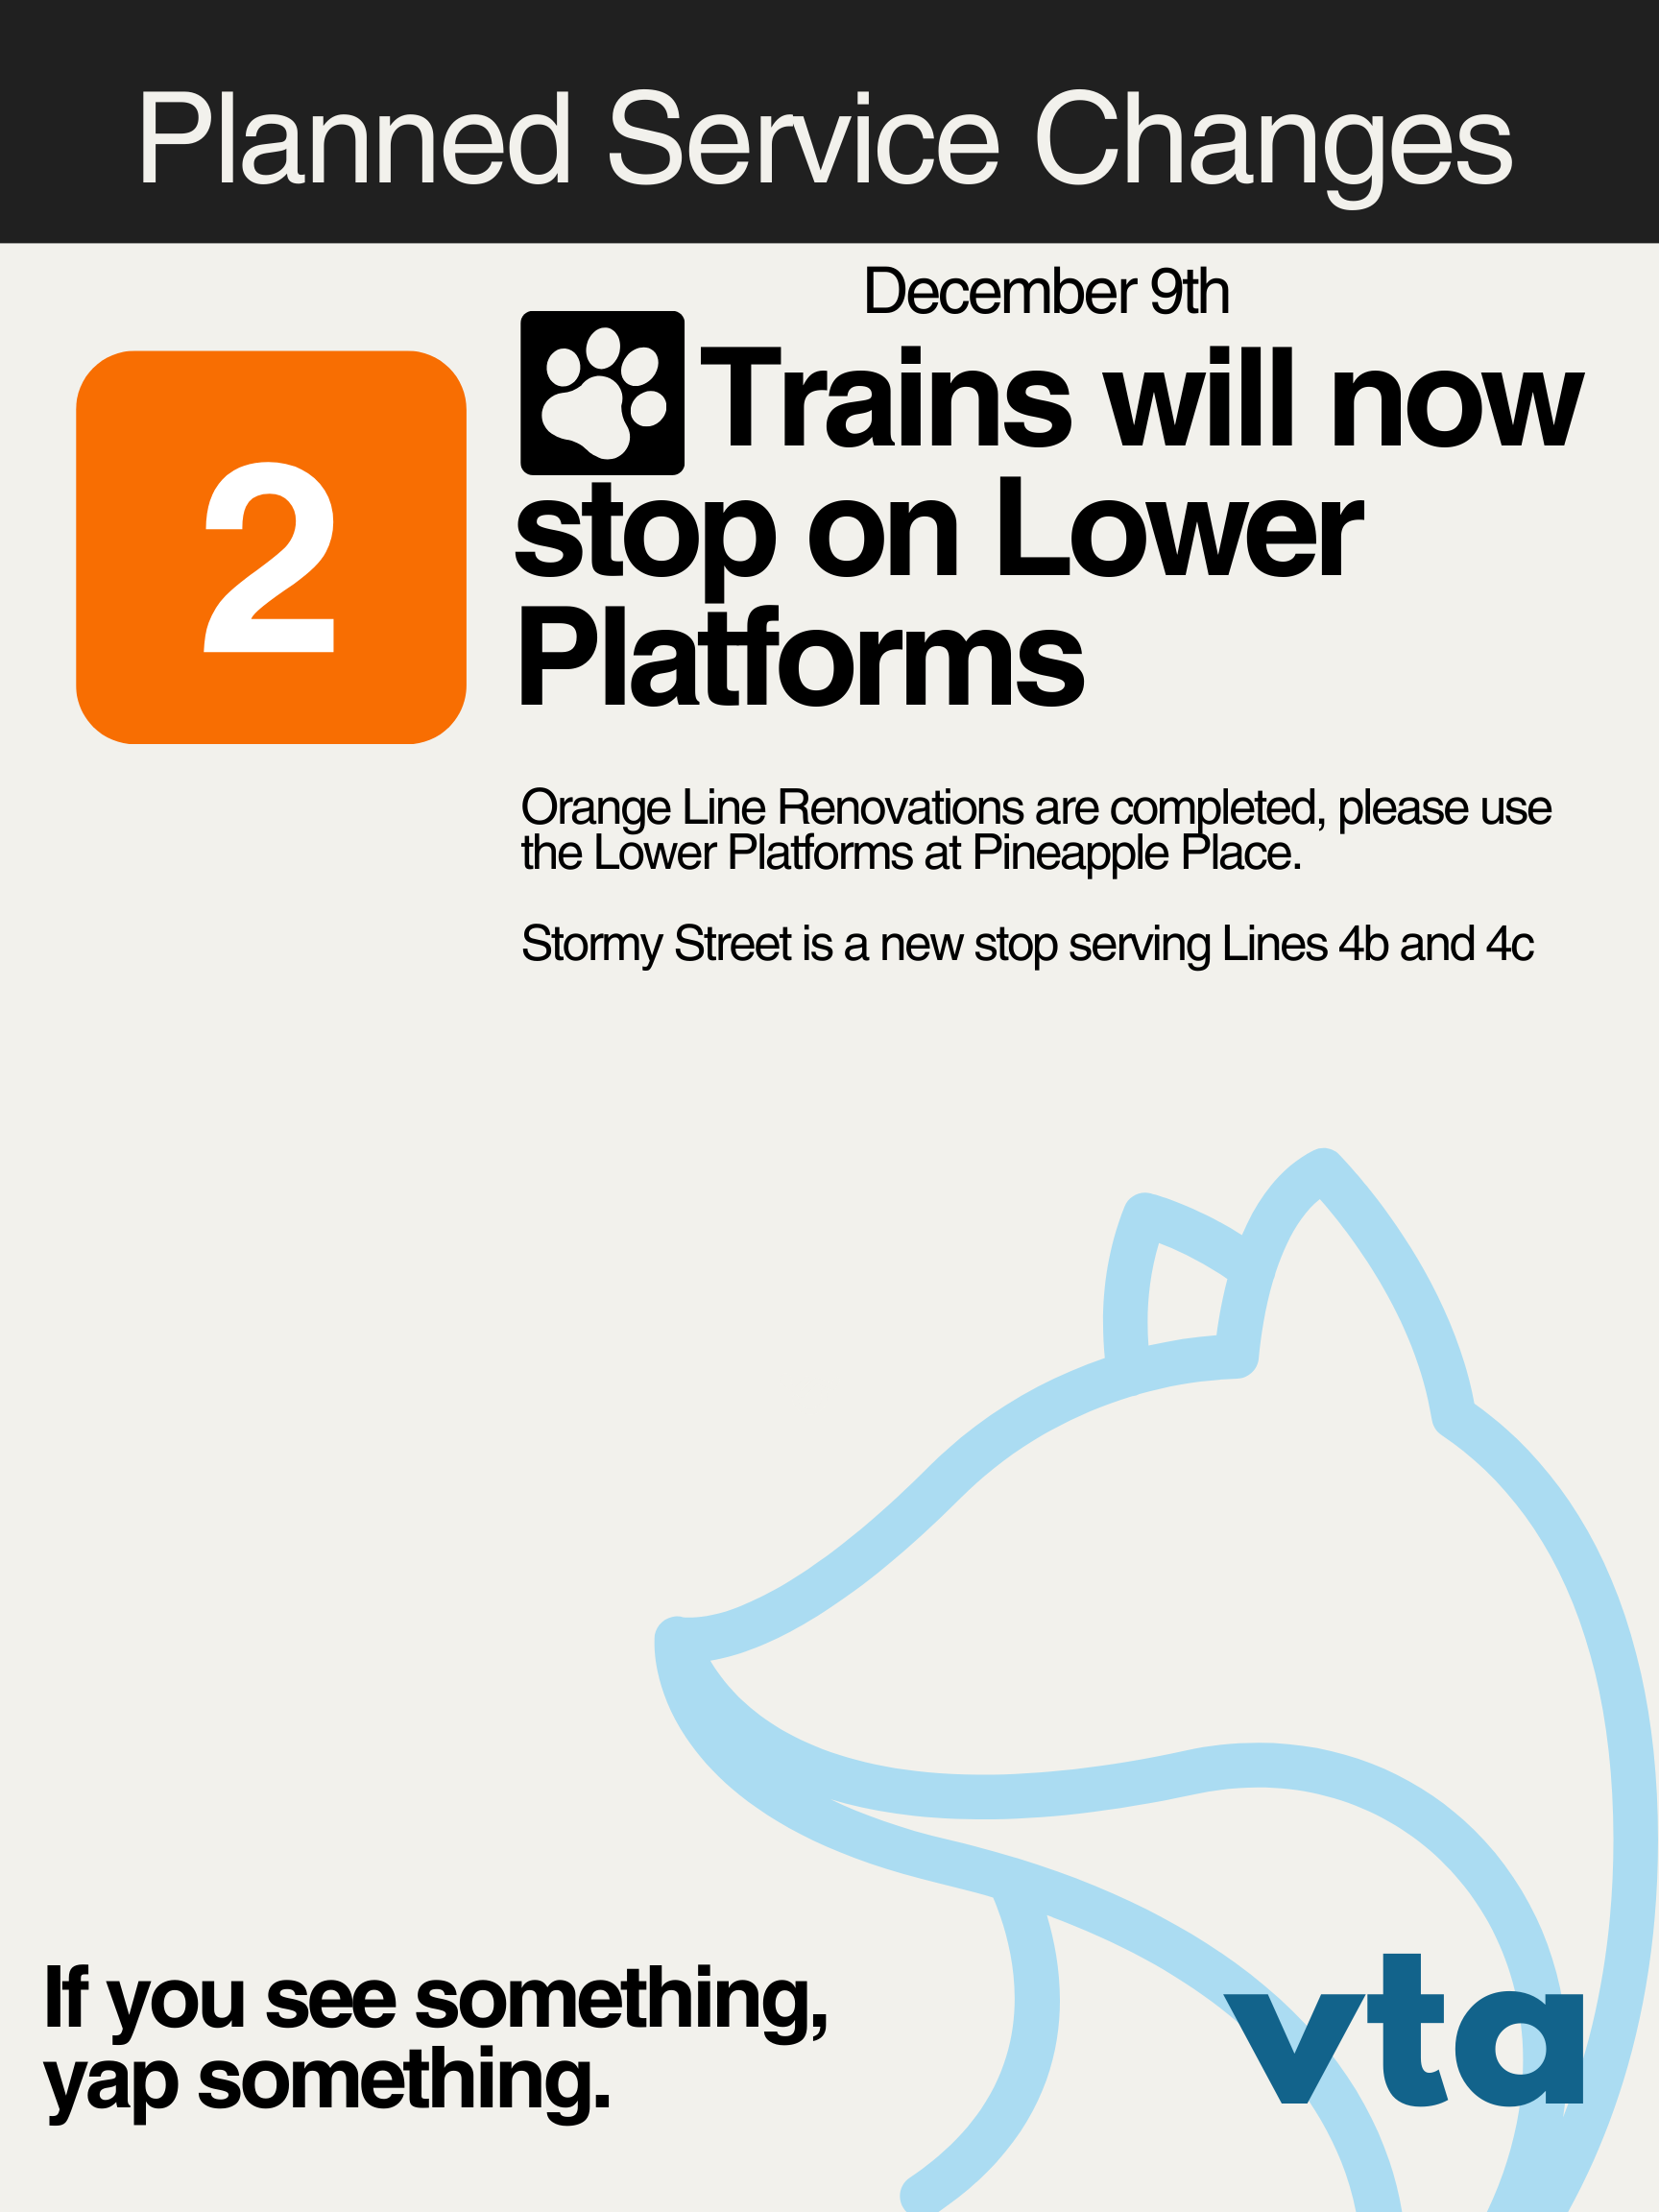 Planned Service Changes
December 9th
2
Trains will now
stop on Lower
Platforms
Orange Line Renovations are completed, please use
the Lower Platforms at Pineapple Place.
Stormy Street is a new stop serving Lines 4b and 4c
If you see something,
yap something.
vta